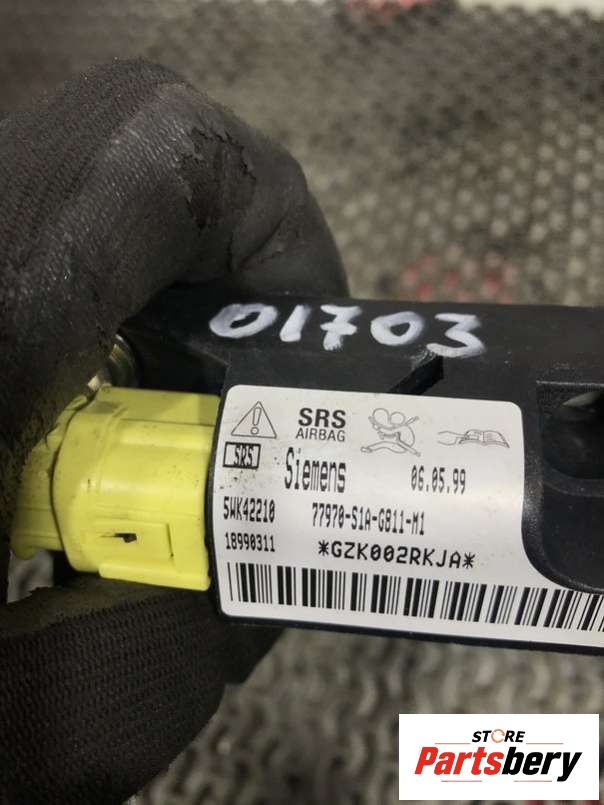 01703
SRS
AIRBAG
SRS
Siemens 06.05.99
5WK42210 77970-S1A-G811-M1
18990311 *GZK002RKJA*
STORE
Partsbery